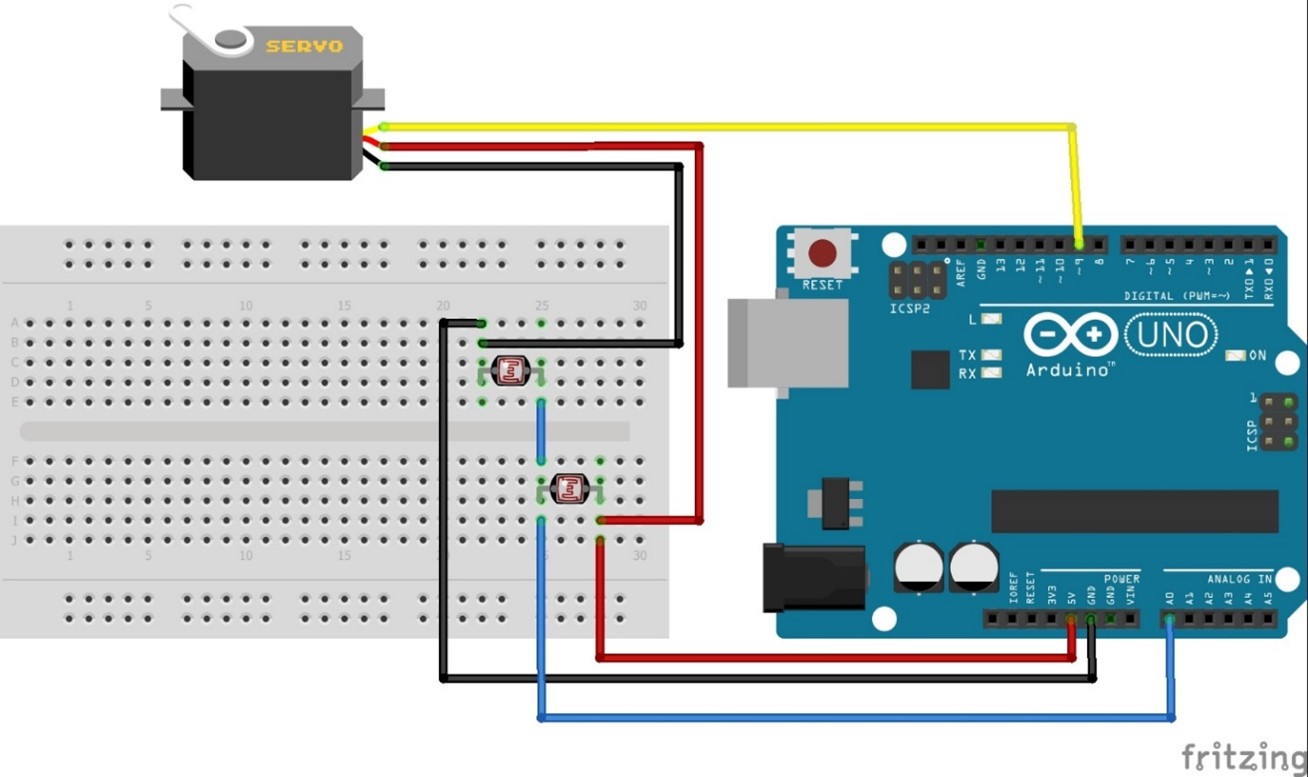 SERVO
1 5 10 15 20 25 30
A
B
C
D
E
F
G
H
I
J
1 5 10 15 20 30
RESET
ICSP2
AREF
GND
13
12
~11
~10
~9
8
7
~6
~5
4
~3
2
TX0▶1
RX0◀0
DIGITAL (PWM=~)
L
TX
RX
UNO
Arduino™
ON
1
ICSP
IOREF
RESET
3V3
5V
GND
GND
VIN
POWER
ANALOG IN
A0
A1
A2
A3
A4
A5
fritzing